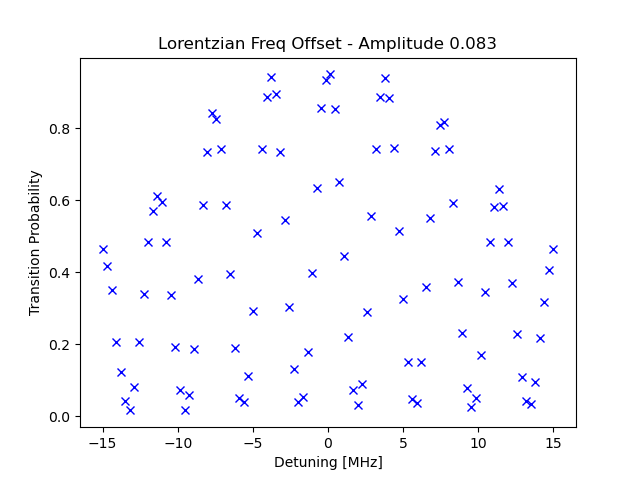 Lorentzian Freq Offset - Amplitude 0.083
Transition Probability
0.8
0.6
0.4
0.2
0.0
−15 −10 −5 0 5 10 15
Detuning [MHz]